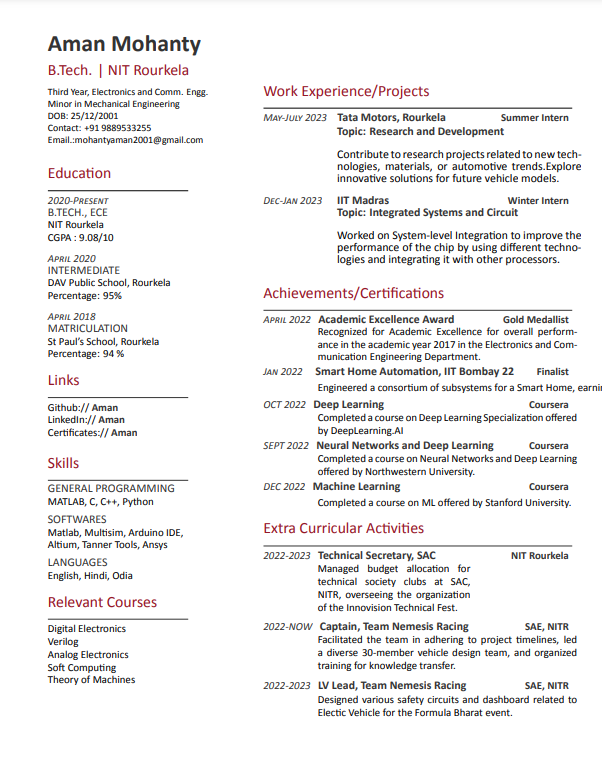 Aman Mohanty
B.Tech. | NIT Rourkela
Third Year, Electronics and Comm. Engg.
Minor in Mechanical Engineering
DOB: 25/12/2001
Contact: +91 9889533255
Email.:mohantyaman2001@gmail.com
Education
2020-Present
B.TECH., ECE
NIT Rourkela
CGPA : 9.08/10
April 2020
INTERMEDIATE
DAV Public School, Rourkela
Percentage: 95%
April 2018
MATRICULATION
St Paul's School, Rourkela
Percentage: 94 %
Links
Github:// Aman
LinkedIn:// Aman
Certificates:// Aman
Skills
GENERAL PROGRAMMING
MATLAB, C, C++, Python
SOFTWARES
Matlab, Multisim, Arduino IDE,
Altium, Tanner Tools, Ansys
LANGUAGES
English, Hindi, Odia
Relevant Courses
Digital Electronics
Verilog
Analog Electronics
Soft Computing
Theory of Machines
Work Experience/Projects
May-July 2023 Tata Motors, Rourkela Summer Intern
Topic: Research and Development
Contribute to research projects related to new tech-
nologies, materials, or automotive trends.Explore
innovative solutions for future vehicle models.
Dec-Jan 2023 IIT Madras Winter Intern
Topic: Integrated Systems and Circuit
Worked on System-level Integration to improve the
performance of the chip by using different techno-
logies and integrating it with other processors.
Achievements/Certifications
April 2022 Academic Excellence Award Gold Medallist
Recognized for Academic Excellence for overall perform-
ance in the academic year 2017 in the Electronics and Com-
munication Engineering Department.
Jan 2022 Smart Home Automation, IIT Bombay 22 Finalist
Engineered a consortium of subsystems for a Smart Home, earnin
OCT 2022 Deep Learning Coursera
Completed a course on Deep Learning Specialization offered
by DeepLearning.AI
SEPT 2022 Neural Networks and Deep Learning Coursera
Completed a course on Neural Networks and Deep Learning
offered by Northwestern University.
DEC 2022 Machine Learning Coursera
Completed a course on ML offered by Stanford University.
Extra Curricular Activities
2022-2023 Technical Secretary, SAC NIT Rourkela
Managed budget allocation for
technical society clubs at SAC,
NITR, overseeing the organization
of the Innovision Technical Fest.
2022-NOW Captain, Team Nemesis Racing SAE, NITR
Facilitated the team in adhering to project timelines, led
a diverse 30-member vehicle design team, and organized
training for knowledge transfer.
2022-2023 LV Lead, Team Nemesis Racing SAE, NITR
Designed various safety circuits and dashboard related to
Electic Vehicle for the Formula Bharat event.